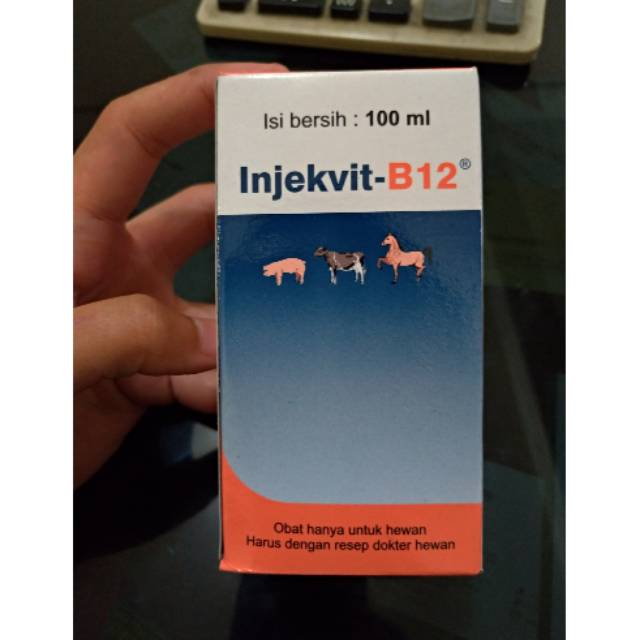 Isi bersih : 100 ml
Injekvit-B12®
Obat hanya untuk hewan
Harus dengan resep dokter hewan